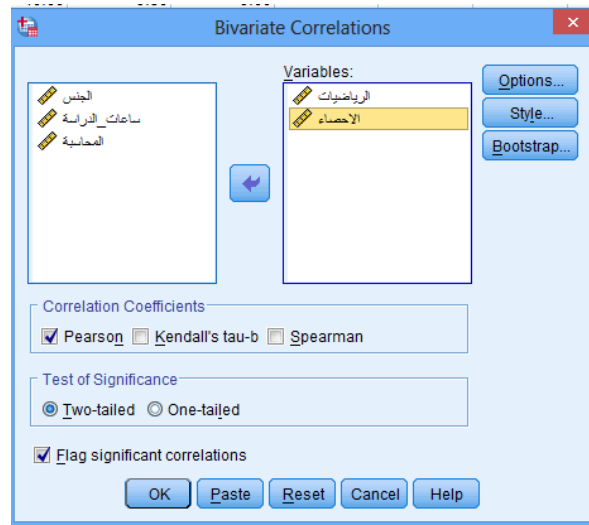 Bivariate Correlations
Variables:
الجنس
ساعات_الدراسة
المحاسبة
الرياضيات
الاحصاء
Options...
Style...
Bootstrap...
Correlation Coefficients
Pearson Kendall's tau-b Spearman
Test of Significance
Two-tailed One-tailed
Flag significant correlations
OK Paste Reset Cancel Help